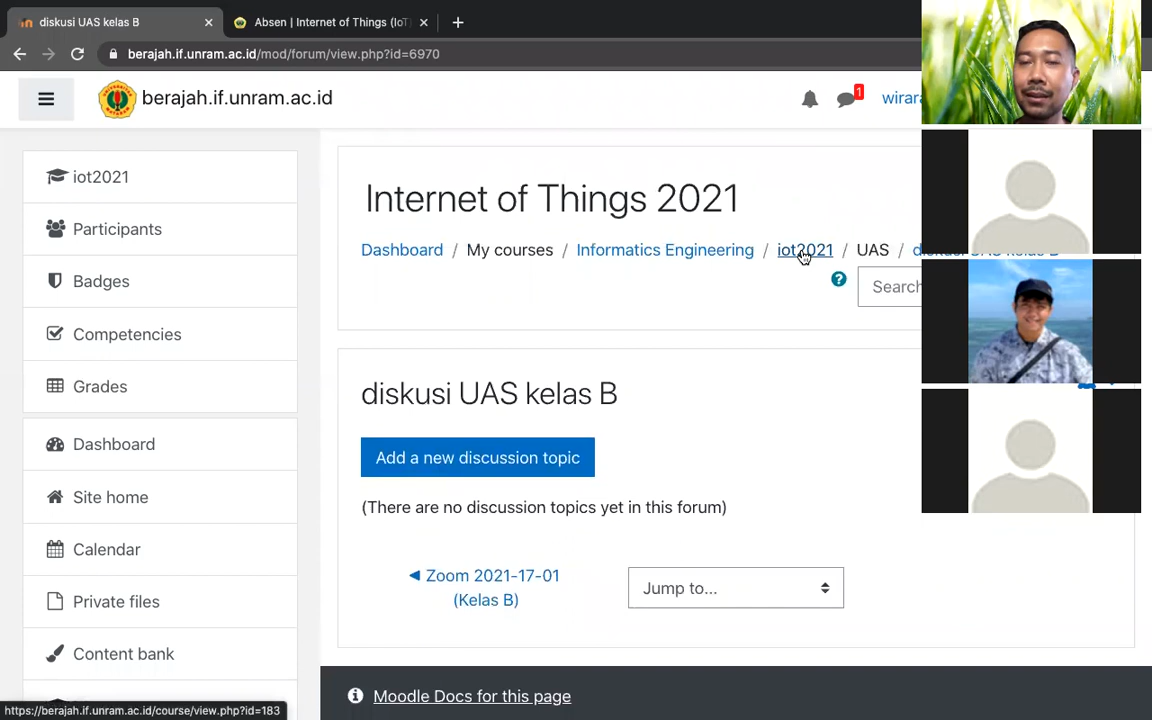 diskusi UAS kelas B
Absen | Internet of Things (IoT
berajah.if.unram.ac.id/mod/forum/view.php?id=6970
berajah.if.unram.ac.id
1
iot2021
Participants
Badges
Competencies
Grades
Dashboard
Site home
Calendar
Private files
Content bank
Internet of Things 2021
Dashboard / My courses / Informatics Engineering / iot2021 / UAS / diskusi UAS kelas B
Search
diskusi UAS kelas B
Add a new discussion topic
(There are no discussion topics yet in this forum)
◄ Zoom 2021-17-01
(Kelas B)
Jump to...
Moodle Docs for this page
https://berajah.if.unram.ac.id/course/view.php?id=183